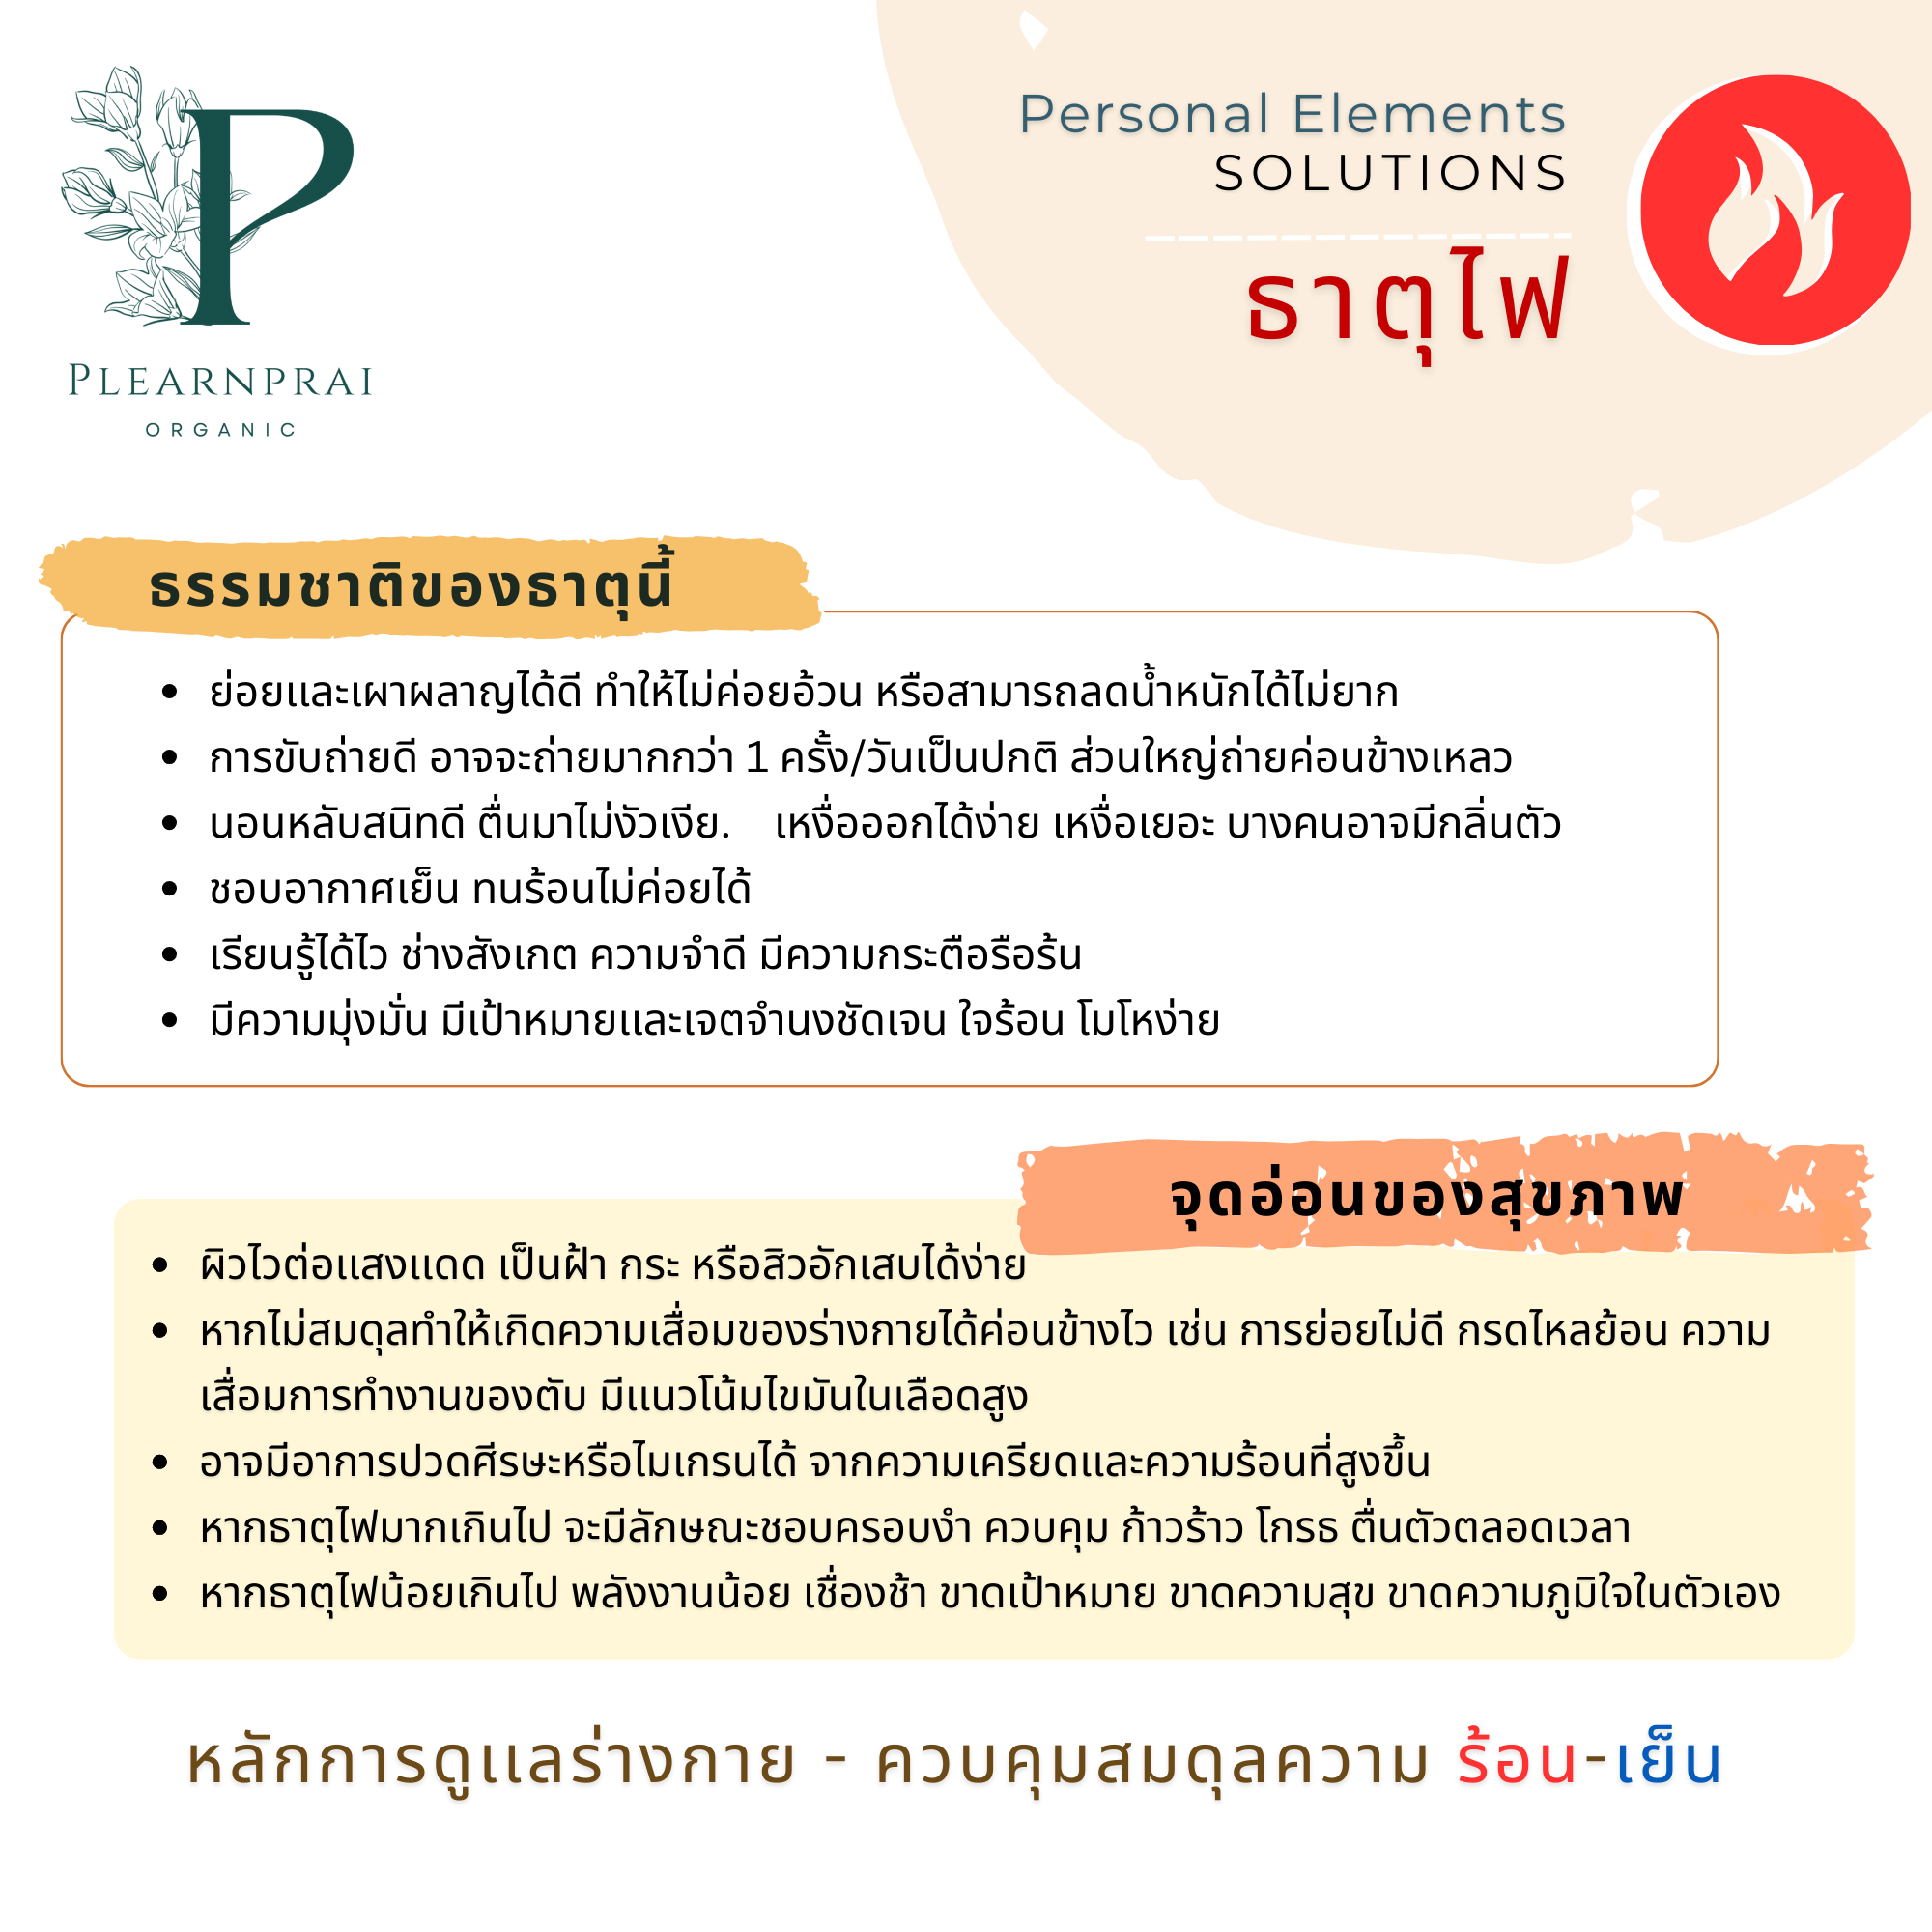 P
PLEARNPRAI
ORGANIC
Personal Elements
SOLUTIONS
ธาตุไฟ
ธรรมชาติของธาตุนี้
• ย่อยและเผาผลาญได้ดี ทำให้ไม่ค่อยอ้วน หรือสามารถลดน้ำหนักได้ไม่ยาก
• การขับถ่ายดี อาจจะถ่ายมากกว่า 1 ครั้ง/วันเป็นปกติ ส่วนใหญ่ถ่ายค่อนข้างเหลว
• นอนหลับสนิทดี ตื่นมาไม่งัวเงีย. เหงื่อออกได้ง่าย เหงื่อเยอะ บางคนอาจมีกลิ่นตัว
• ชอบอากาศเย็น ทนร้อนไม่ค่อยได้
• เรียนรู้ได้ไว ช่างสังเกต ความจำดี มีความกระตือรือร้น
• มีความมุ่งมั่น มีเป้าหมายและเจตจำนงชัดเจน ใจร้อน โมโหง่าย
จุดอ่อนของสุขภาพ
• ผิวไวต่อแสงแดด เป็นฝ้า กระ หรือสิวอักเสบได้ง่าย
• หากไม่สมดุลทำให้เกิดความเสื่อมของร่างกายได้ค่อนข้างไว เช่น การย่อยไม่ดี กรดไหลย้อน ความ
เสื่อมการทำงานของตับ มีแนวโน้มไขมันในเลือดสูง
• อาจมีอาการปวดศีรษะหรือไมเกรนได้ จากความเครียดและความร้อนที่สูงขึ้น
• หากธาตุไฟมากเกินไป จะมีลักษณะชอบครอบงำ ควบคุม ก้าวร้าว โกรธ ตื่นตัวตลอดเวลา
• หากธาตุไฟน้อยเกินไป พลังงานน้อย เชื่องช้า ขาดเป้าหมาย ขาดความสุข ขาดความภูมิใจในตัวเอง
หลักการดูแลร่างกาย - ควบคุมสมดุลความ ร้อน-เย็น